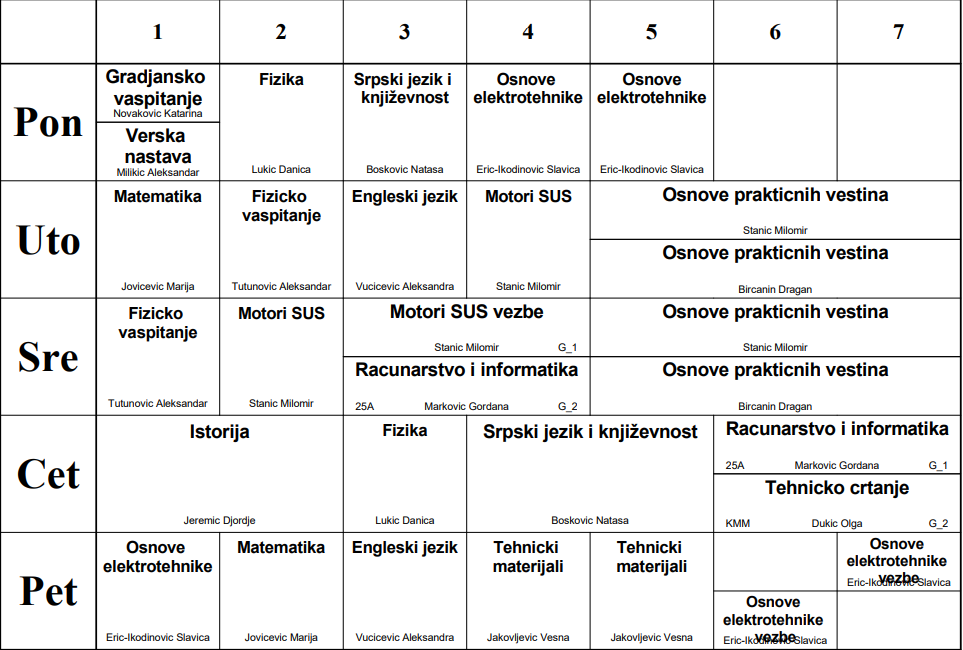 1 2 3 4 5 6 7
Pon
Gradjansko
vaspitanje
Novakovic Katarina
Verska
nastava
Milikic Aleksandar
Fizika
Lukic Danica
Srpski jezik i
književnost
Boskovic Natasa
Osnove
elektrotehnike
Eric-Ikodinovic Slavica
Osnove
elektrotehnike
Eric-Ikodinovic Slavica
Uto
Matematika
Jovicevic Marija
Fizicko
vaspitanje
Tutunovic Aleksandar
Engleski jezik
Vucicevic Aleksandra
Motori SUS
Stanic Milomir
Osnove prakticnih vestina
Stanic Milomir
Osnove prakticnih vestina
Bircanin Dragan
Sre
Fizicko
vaspitanje
Tutunovic Aleksandar
Motori SUS
Stanic Milomir
Motori SUS vezbe
Stanic Milomir G_1
Racunarstvo i informatika
25A Markovic Gordana G_2
Osnove prakticnih vestina
Stanic Milomir
Osnove prakticnih vestina
Bircanin Dragan
Cet
Istorija
Jeremic Djordje
Fizika
Lukic Danica
Srpski jezik i književnost
Boskovic Natasa
Racunarstvo i informatika
25A Markovic Gordana G_1
Tehnicko crtanje
KMM Dukic Olga G_2
Pet
Osnove
elektrotehnike
Eric-Ikodinovic Slavica
Matematika
Jovicevic Marija
Engleski jezik
Vucicevic Aleksandra
Tehnicki
materijali
Jakovljevic Vesna
Tehnicki
materijali
Jakovljevic Vesna
Osnove
elektrotehnike
vezbe
Eric-Ikodinovic Slavica
Osnove
elektrotehnike
vezbe
Eric-Ikodinovic Slavica